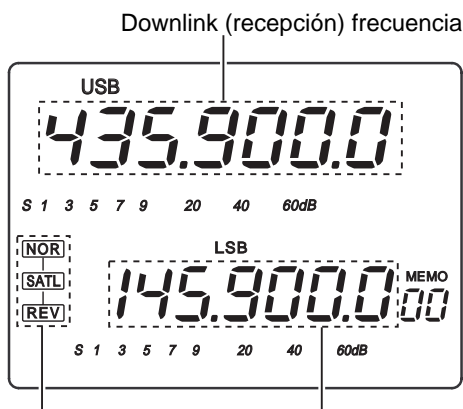 Downlink (recepción) frecuencia
USB
435.900.0
S 1 3 5 7 9 20 40 60dB
NOR
LSB
SATL
145.900.0 MEMO 00
REV
S 1 3 5 7 9 20 40 60dB